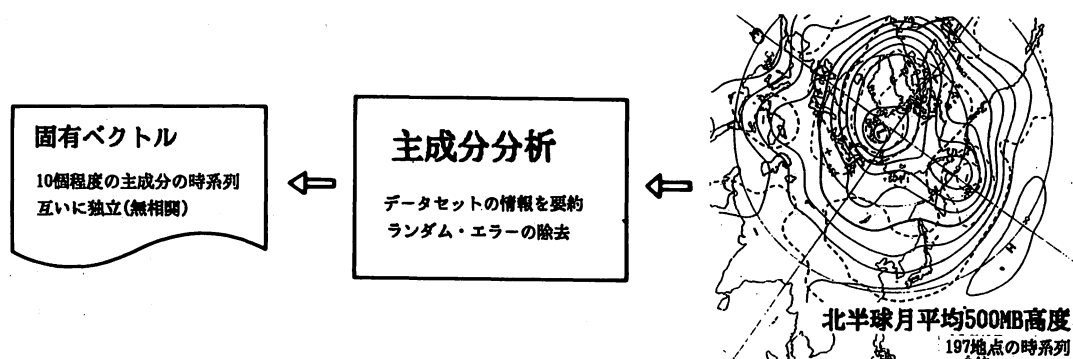 固有ベクトル
10個程度の主成分の時系列
互いに独立(無相関)
主成分分析
データセットの情報を要約
ランダム・エラーの除去
H
北半球月平均500MB高度
197地点の時系列